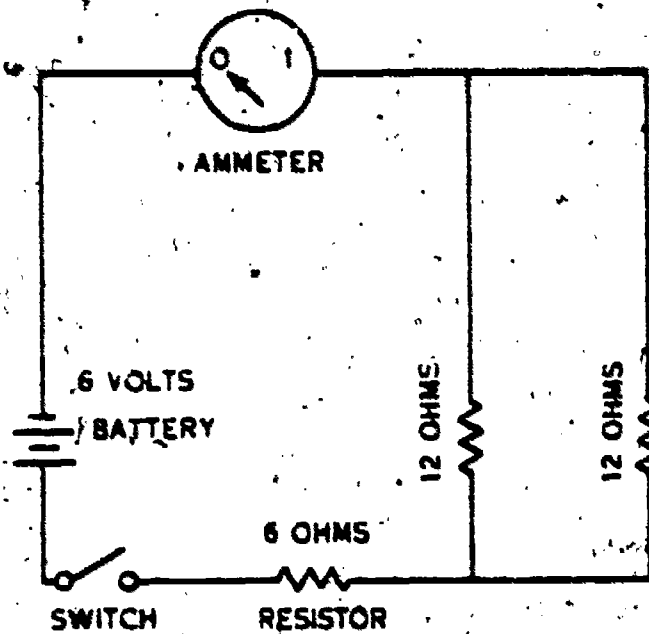 0 1
AMMETER
6 VOLTS
BATTERY
12 OHMS
12 OHMS
6 OHMS
SWITCH
RESISTOR